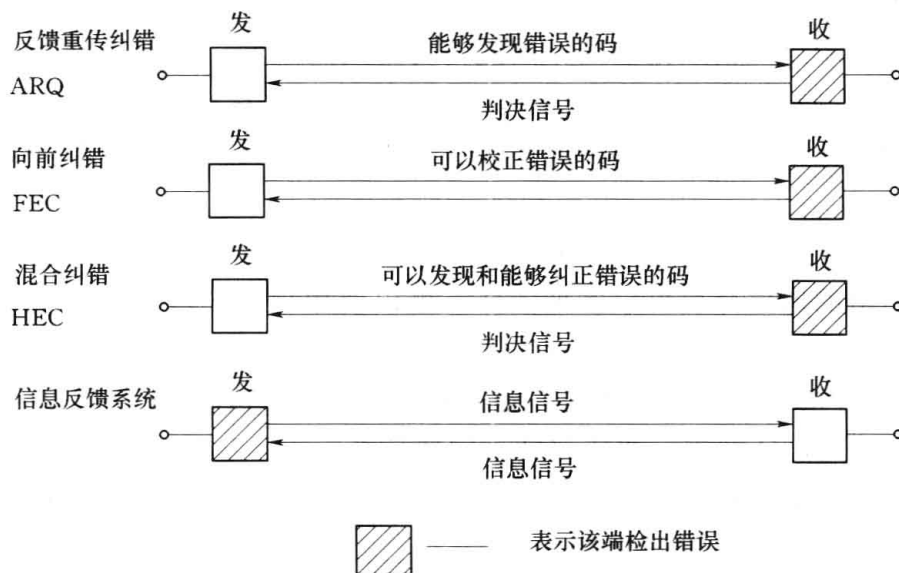 发
收
反馈重传纠错
能够发现错误的码
ARQ
判决信号
发
收
向前纠错
可以校正错误的码
FEC
发
收
混合纠错
可以发现和能够纠正错误的码
HEC
判决信号
发
收
信息反馈系统
信息信号
信息信号
表示该端检出错误